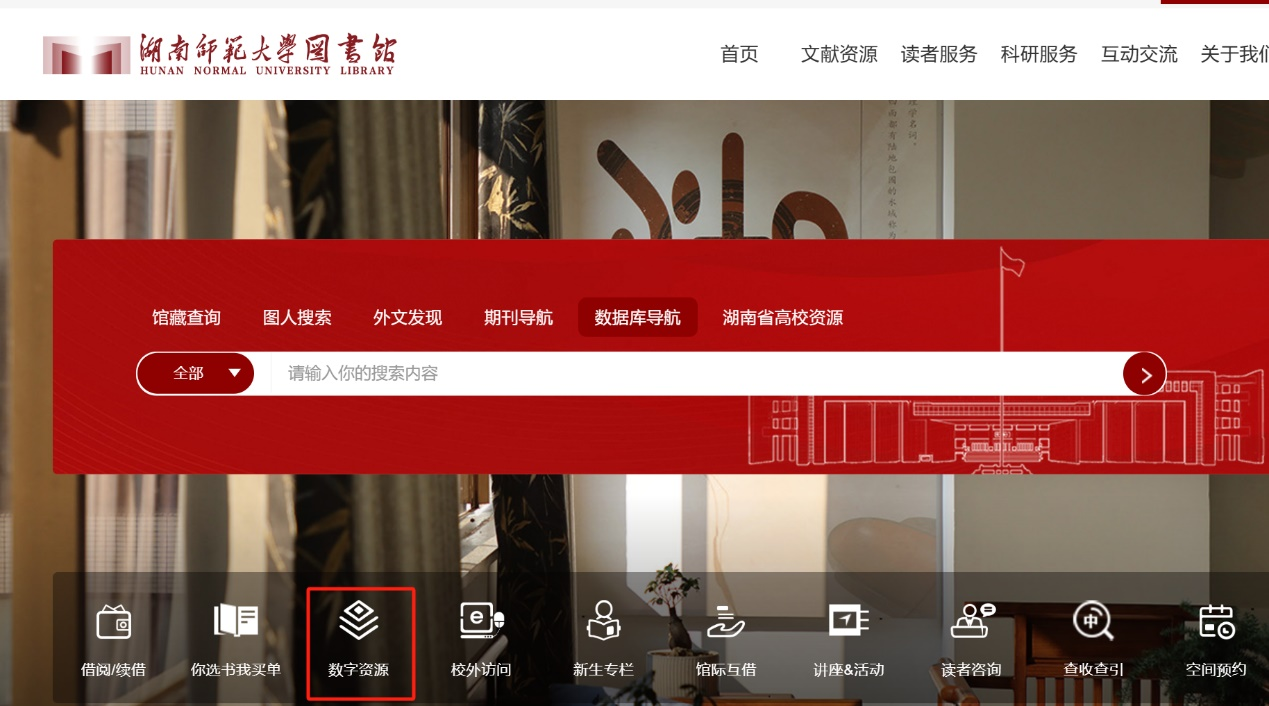 湖南师範大學图書馆
HUNAN NORMAL UNIVERSITY LIBRARY
首页 文献资源 读者服务 科研服务 互动交流 关于我们
馆藏查询 图人搜索 外文发现 期刊导航 数据库导航 湖南省高校资源
全部 请输入你的搜索内容
借阅/续借 你选书我买单 数字资源 校外访问 新生专栏 馆际互借 讲座&活动 读者咨询 查收查引 空间预约